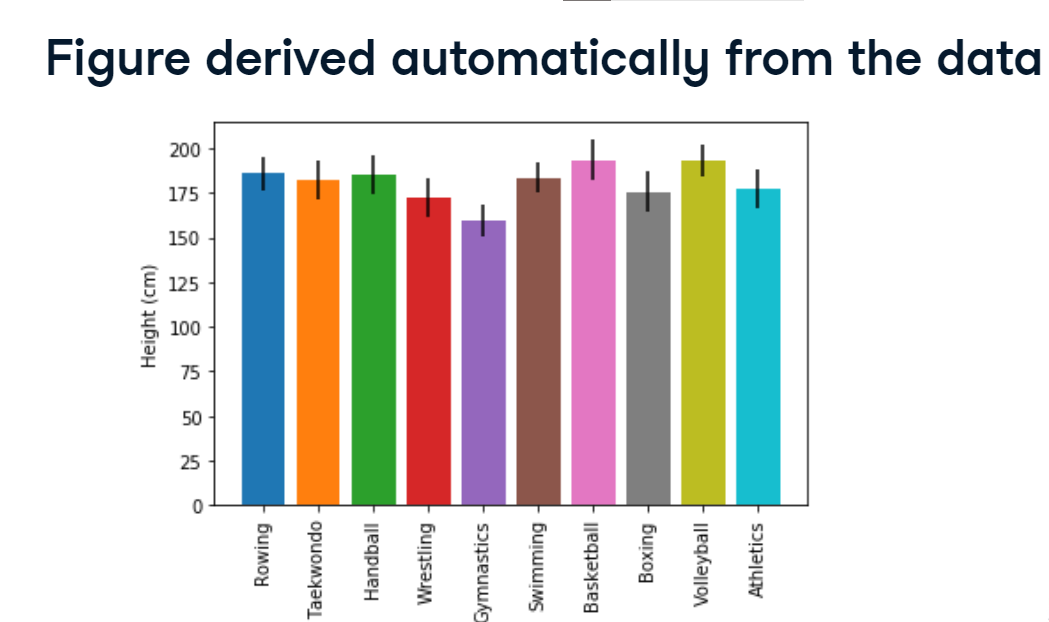 Figure derived automatically from the data
200
175
150
125
100
75
50
25
0
Height (cm)
Rowing
Taekwondo
Handball
Wrestling
Gymnastics
Swimming
Basketball
Boxing
Volleyball
Athletics